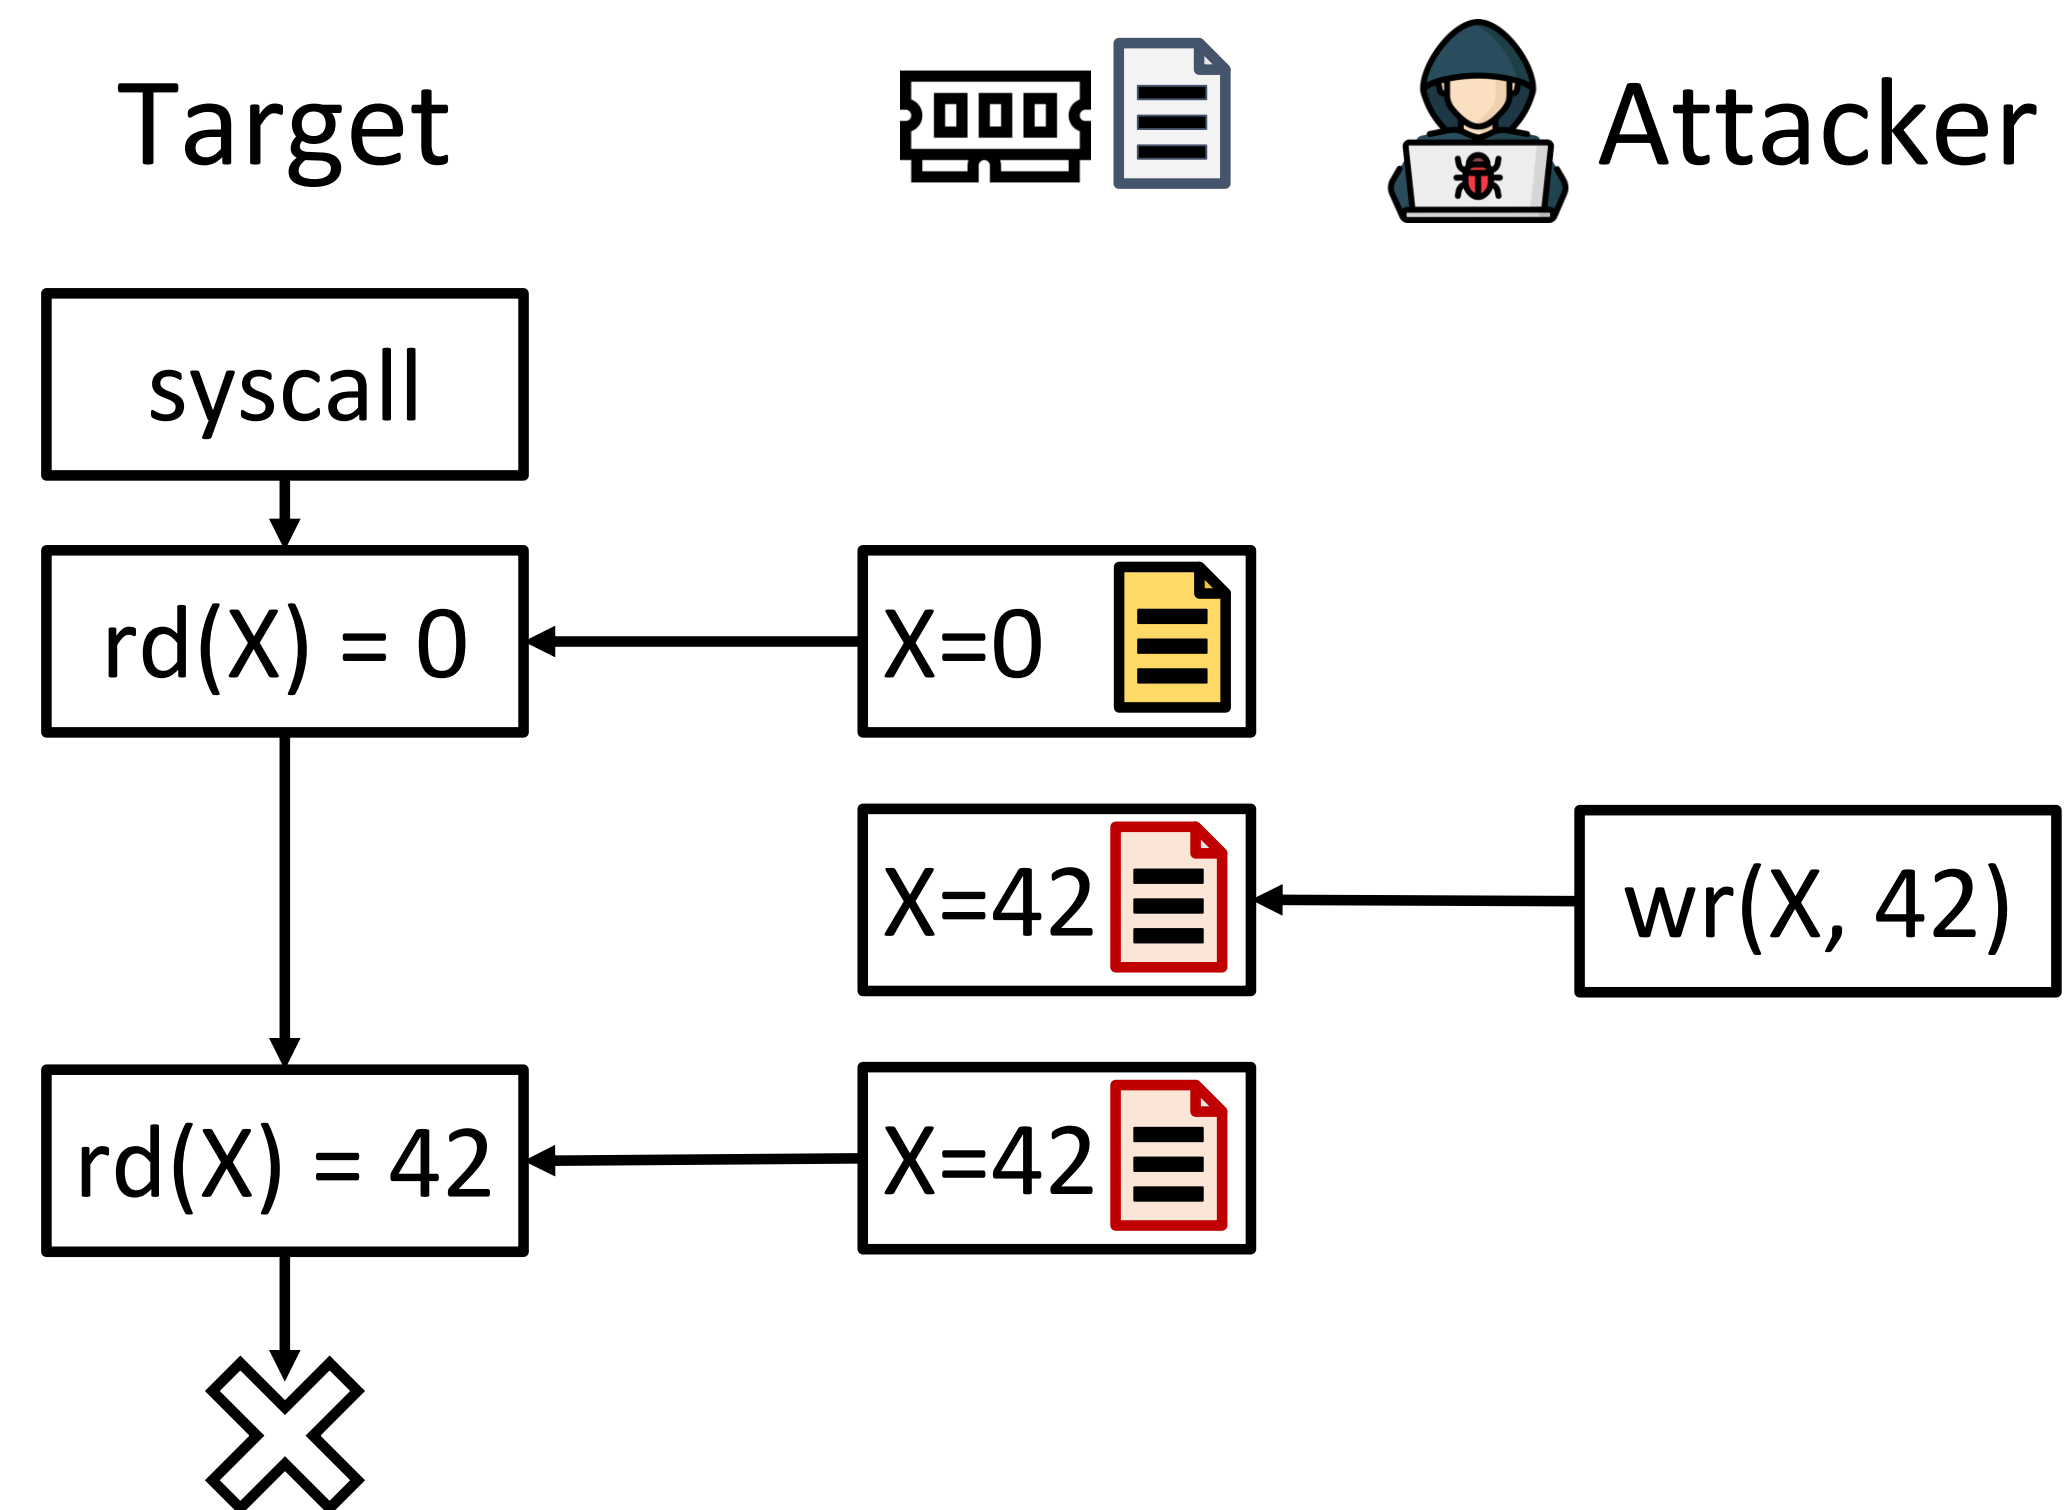 Target
Attacker
syscall
rd(X) = 0
X=0
X=42
wr(X, 42)
rd(X) = 42
X=42